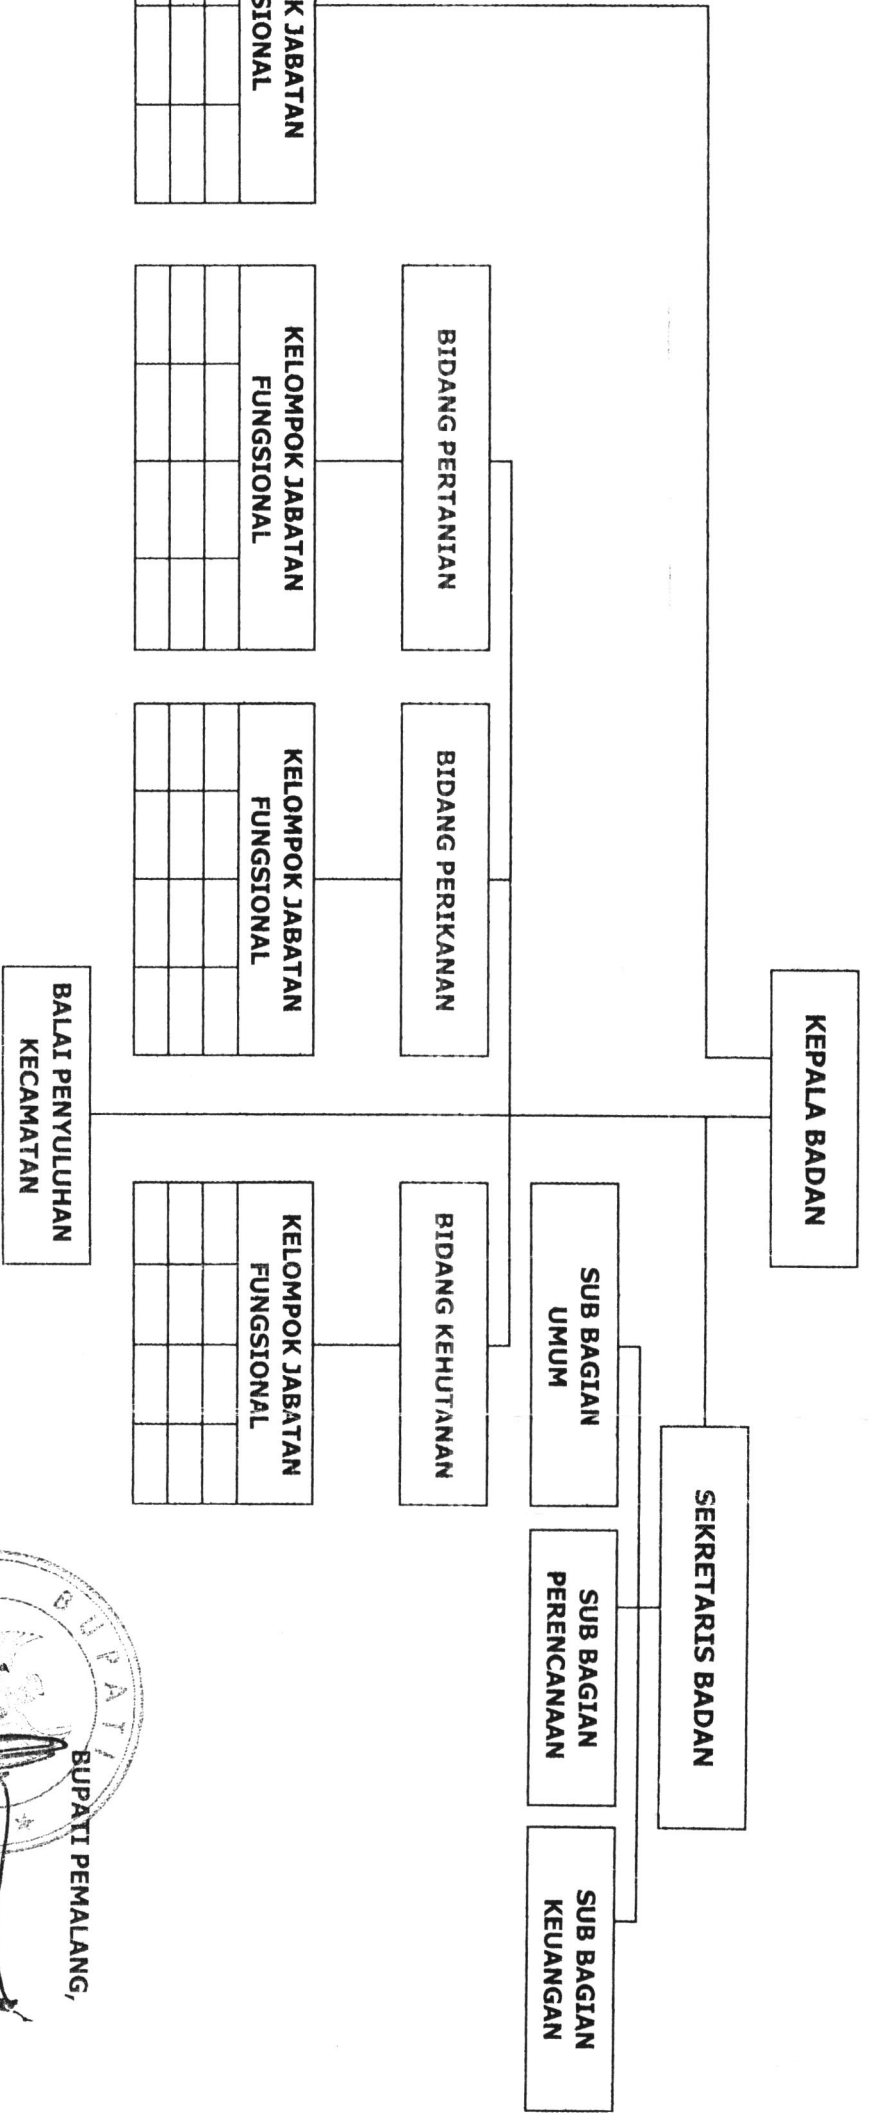 KEPALA BADAN
SEKRETARIS BADAN
SUB BAGIAN
UMUM
SUB BAGIAN
PERENCANAAN
SUB BAGIAN
KEUANGAN
BIDANG PERTANIAN
BIDANG PERIKANAN
BIDANG KEHUTANAN
K JABATAN
SIONAL
KELOMPOK JABATAN
FUNGSIONAL
KELOMPOK JABATAN
FUNGSIONAL
KELOMPOK JABATAN
FUNGSIONAL
BALAI PENYULUHAN
KECAMATAN
BUPATI PEMALANG,
BUPATI